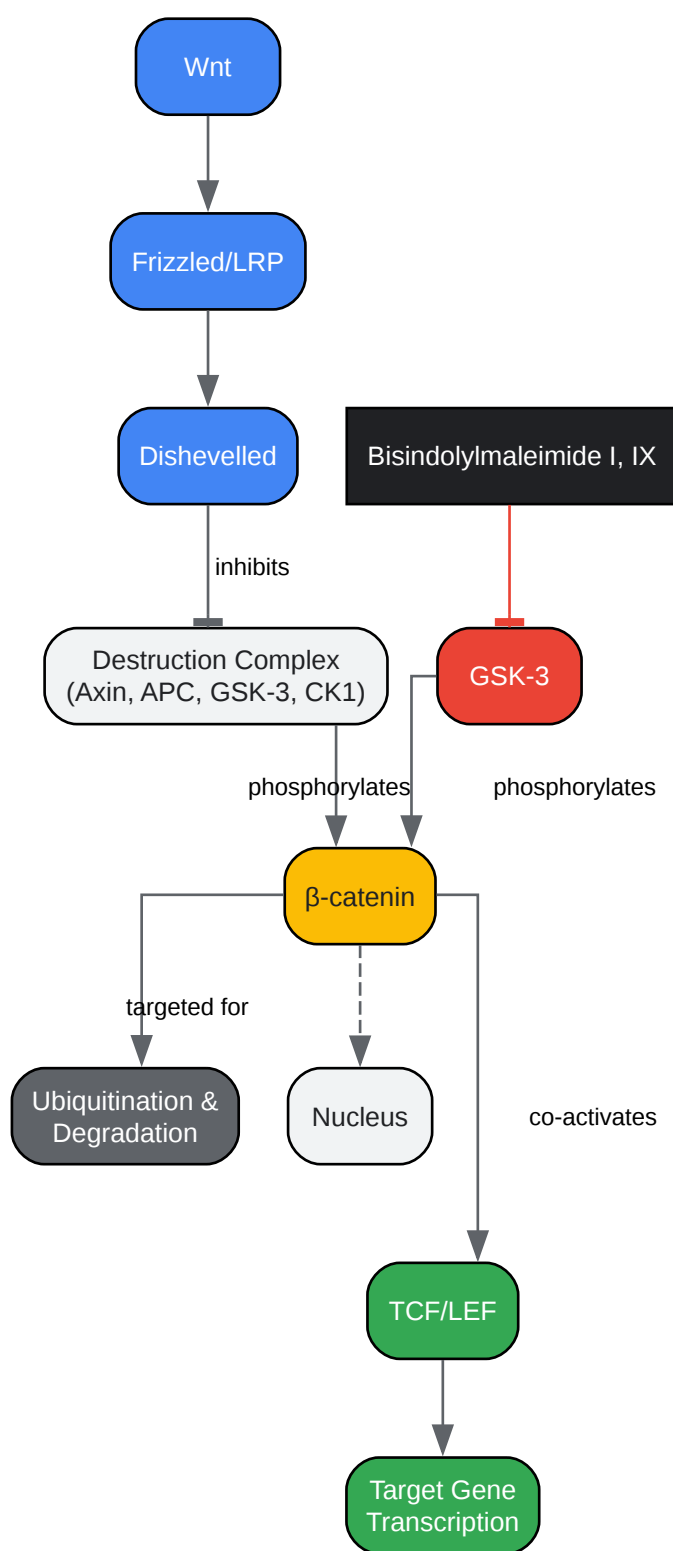 Wnt
Frizzled/LRP
Dishevelled
Bisindolylmaleimide I, IX
inhibits
Destruction Complex
(Axin, APC, GSK-3, CK1)
GSK-3
phosphorylates
phosphorylates
β-catenin
targeted for
Ubiquitination &
Degradation
Nucleus
co-activates
TCF/LEF
Target Gene
Transcription